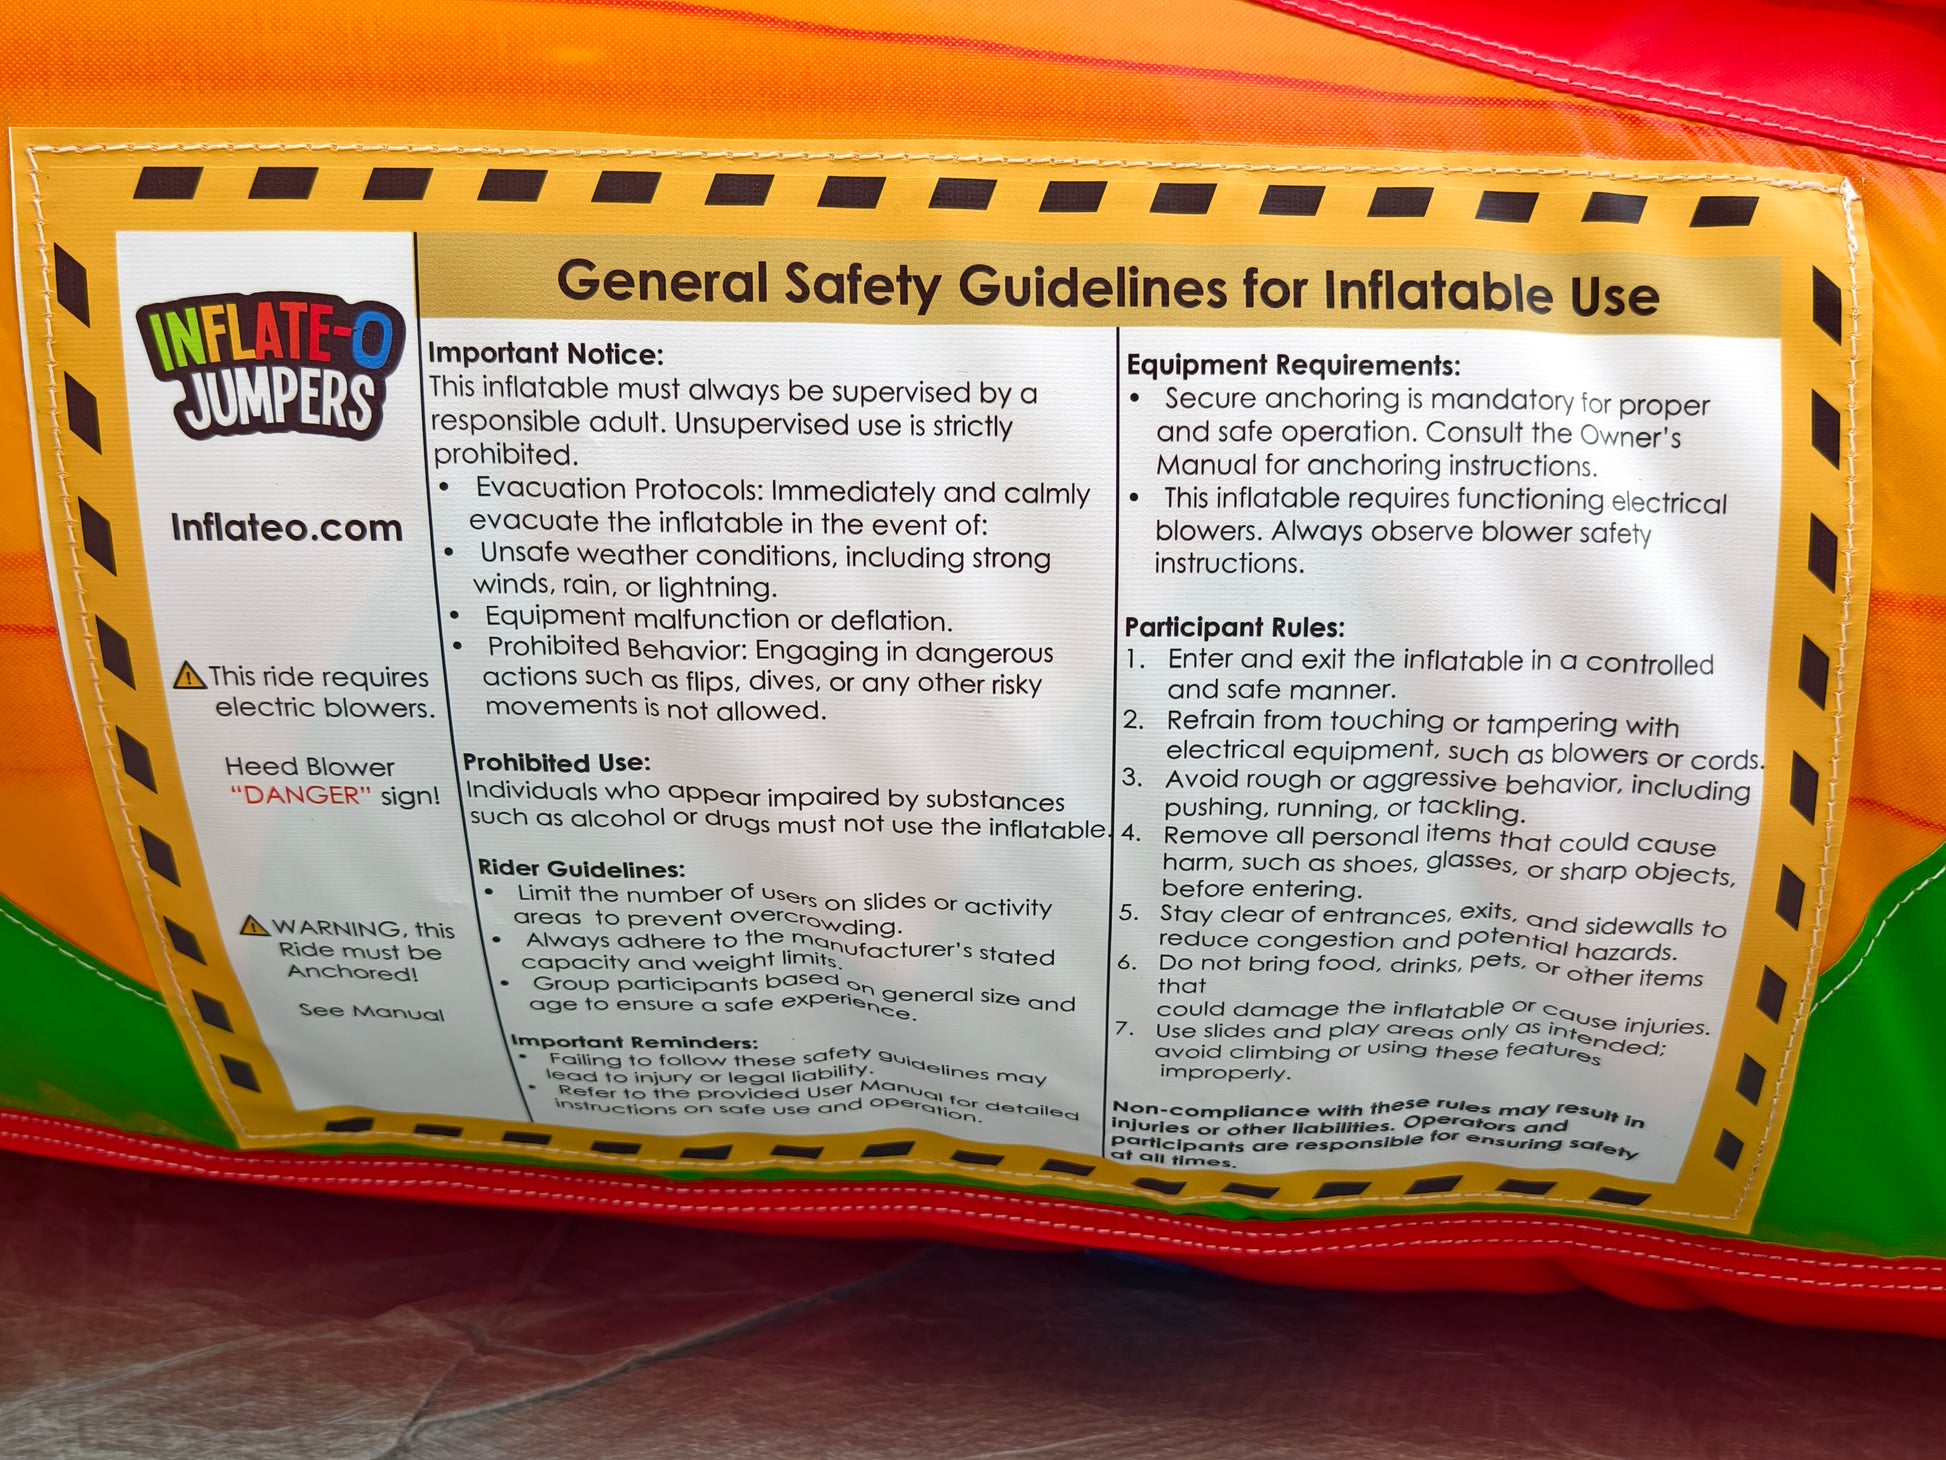 General Safety Guidelines for Inflatable Use
INFLATE-O
JUMPERS
Inflateo.com
This ride requires
electric blowers.
Heed Blower
"DANGER" sign!
WARNING, this
Ride must be
Anchored!
See Manual
Important Notice:
This inflatable must always be supervised by a
responsible adult. Unsupervised use is strictly
prohibited.
• Evacuation Protocols: Immediately and calmly
evacuate the inflatable in the event of:
• Unsafe weather conditions, including strong
winds, rain, or lightning.
• Equipment malfunction or deflation.
• Prohibited Behavior: Engaging in dangerous
actions such as flips, dives, or any other risky
movements is not allowed.
Prohibited Use:
Individuals who appear impaired by substances
such as alcohol or drugs must not use the inflatable.
Rider Guidelines:
• Limit the number of users on slides or activity
areas to prevent overcrowding.
• Always adhere to the manufacturer's stated
capacity and weight limits.
• Group participants based on general size and
age to ensure a safe experience.
Important Reminders:
• Failing to follow these safety guidelines may
lead to injury or legal liability.
• Refer to the provided User Manual for detailed
instructions on safe use and operation.
Equipment Requirements:
• Secure anchoring is mandatory for proper
and safe operation. Consult the Owner's
Manual for anchoring instructions.
• This inflatable requires functioning electrical
blowers. Always observe blower safety
instructions.
Participant Rules:
1. Enter and exit the inflatable in a controlled
and safe manner.
2. Refrain from touching or tampering with
electrical equipment, such as blowers or cords.
3. Avoid rough or aggressive behavior, including
pushing, running, or tackling.
4. Remove all personal items that could cause
harm, such as shoes, glasses, or sharp objects,
before entering.
5. Stay clear of entrances, exits, and sidewalls to
reduce congestion and potential hazards.
6. Do not bring food, drinks, pets, or other items
that
could damage the inflatable or cause injuries.
7. Use slides and play areas only as intended;
avoid climbing or using these features
improperly.
Non-compliance with these rules may result in
injuries or other liabilities. Operators and
participants are responsible for ensuring safety
at all times.